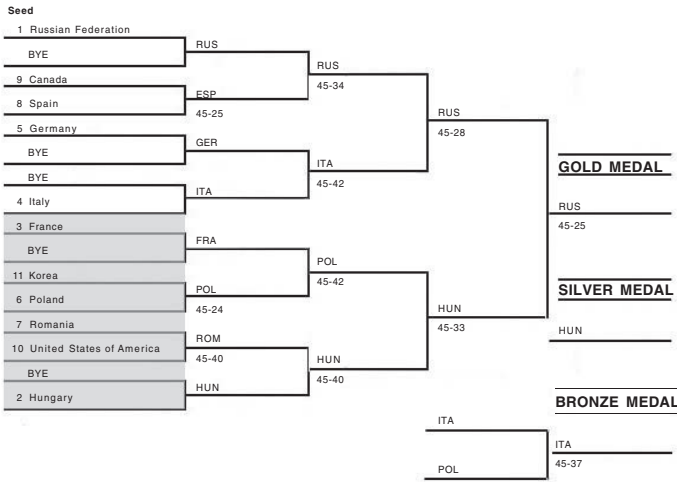 Seed
1 Russian Federation
BYE
9 Canada
8 Spain
5 Germany
BYE
BYE
4 Italy
3 France
BYE
11 Korea
6 Poland
7 Romania
10 United States of America
BYE
2 Hungary
RUS
ESP
45-25
GER
ITA
FRA
POL
45-24
ROM
45-40
HUN
RUS
45-34
ITA
45-42
POL
45-42
HUN
45-40
RUS
45-28
HUN
45-33
GOLD MEDAL
RUS
45-25
SILVER MEDAL
HUN
BRONZE MEDAL
ITA
POL
ITA
45-37